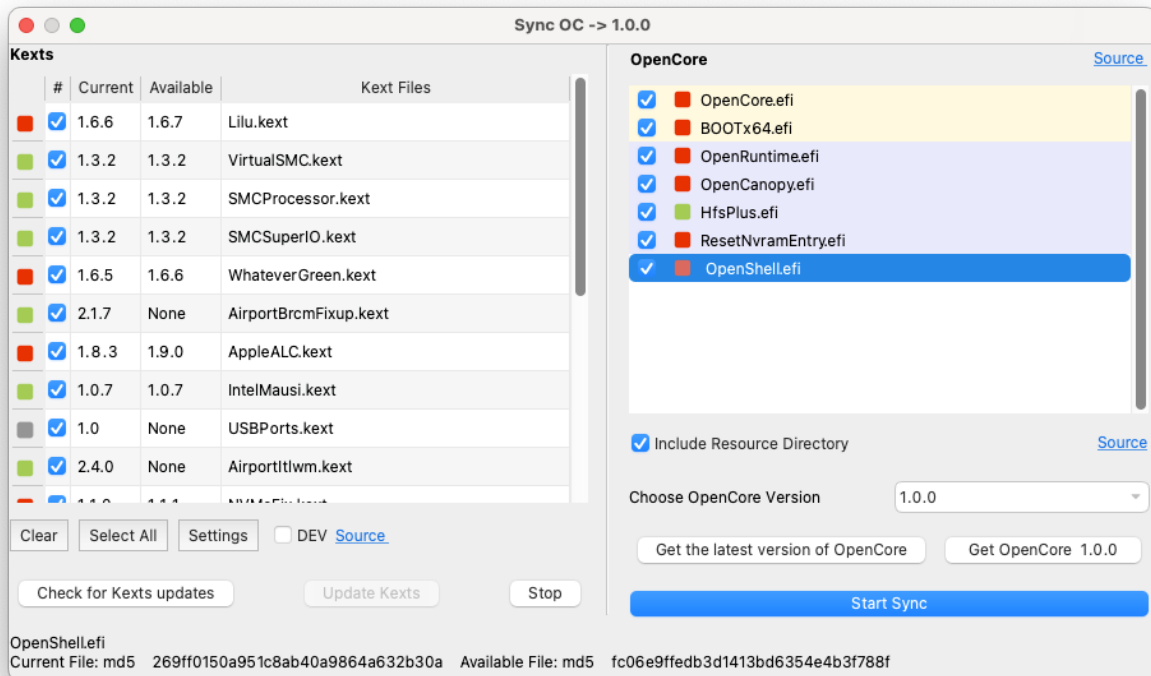 Sync OC -> 1.0.0
Kexts
# Current Available Kext Files
1.6.6 1.6.7 Lilu.kext
1.3.2 1.3.2 VirtualSMC.kext
1.3.2 1.3.2 SMCProcessor.kext
1.3.2 1.3.2 SMCSuperIO.kext
1.6.5 1.6.6 WhateverGreen.kext
2.1.7 None AirportBrcmFixup.kext
1.8.3 1.9.0 AppleALC.kext
1.0.7 1.0.7 IntelMausi.kext
1.0 None USBPorts.kext
2.4.0 None AirportItlwm.kext
Clear Select All Settings DEV Source
Check for Kexts updates Update Kexts Stop
OpenCore Source
OpenCore.efi
BOOTx64.efi
OpenRuntime.efi
OpenCanopy.efi
HfsPlus.efi
ResetNvramEntry.efi
OpenShell.efi
Include Resource Directory Source
Choose OpenCore Version 1.0.0
Get the latest version of OpenCore Get OpenCore 1.0.0
Start Sync
OpenShell.efi
Current File: md5 269ff0150a951c8ab40a9864a632b30a Available File: md5 fc06e9ffedb3d1413bd6354e4b3f788f